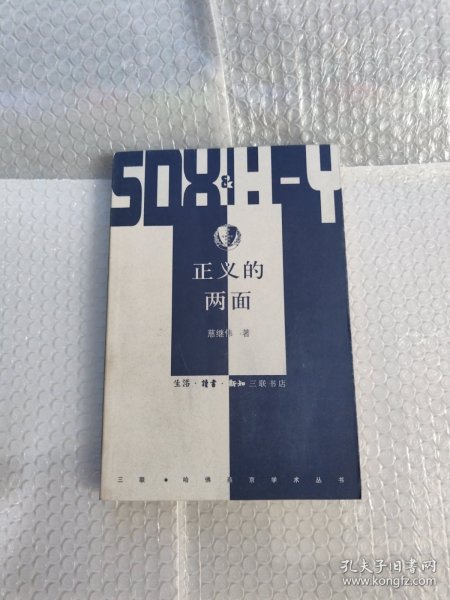 SDX&H-Y
正义的
两面
慈继伟 著
生活·讀書·新知三联书店
三联·哈佛燕京学术丛书
孔夫子旧书网
www.kongfz.com